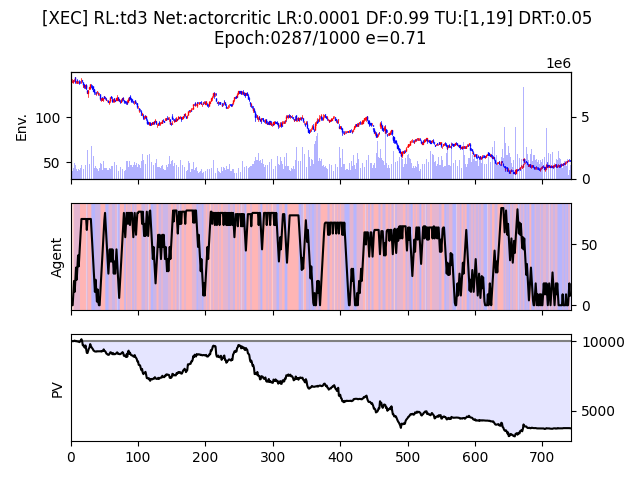 [XEC] RL:td3 Net:actorcritic LR:0.0001 DF:0.99 TU:[1,19] DRT:0.05
Epoch:0287/1000 e=0.71
1e6
Env.
100
50
5
0
Agent
50
0
PV
10000
5000
0 100 200 300 400 500 600 700